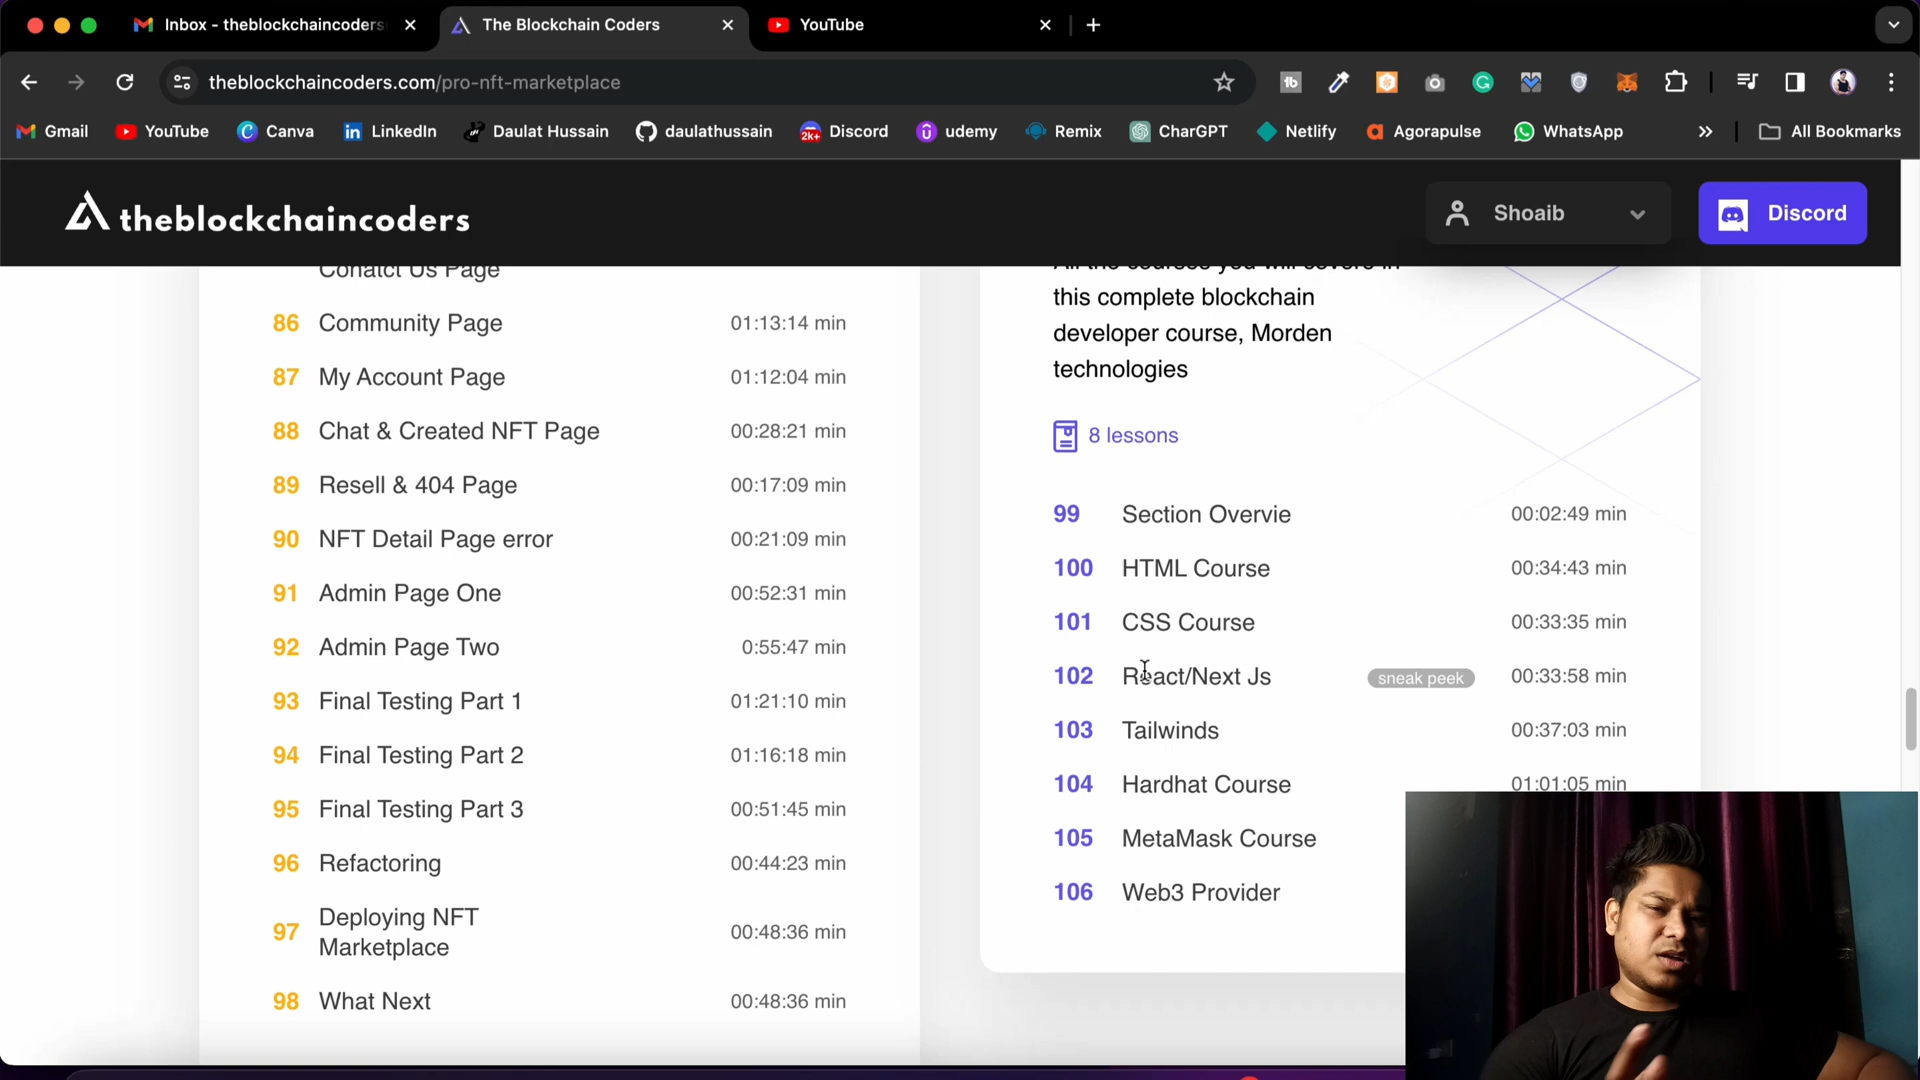 Inbox - theblockchaincoders
The Blockchain Coders
YouTube
theblockchaincoders.com/pro-nft-marketplace
Gmail
YouTube
Canva
LinkedIn
Daulat Hussain
daulathussain
Discord
udemy
Remix
CharGPT
Netlify
Agorapulse
WhatsApp
All Bookmarks
theblockchaincoders
Shoaib
Discord
Conatct Us Page
86 Community Page 01:13:14 min
87 My Account Page 01:12:04 min
88 Chat & Created NFT Page 00:28:21 min
89 Resell & 404 Page 00:17:09 min
90 NFT Detail Page error 00:21:09 min
91 Admin Page One 00:52:31 min
92 Admin Page Two 0:55:47 min
93 Final Testing Part 1 01:21:10 min
94 Final Testing Part 2 01:16:18 min
95 Final Testing Part 3 00:51:45 min
96 Refactoring 00:44:23 min
97 Deploying NFT
Marketplace 00:48:36 min
98 What Next 00:48:36 min
All the courses you will covers in
this complete blockchain
developer course, Morden
technologies
8 lessons
99 Section Overvie 00:02:49 min
100 HTML Course 00:34:43 min
101 CSS Course 00:33:35 min
102 React/Next Js sneak peek 00:33:58 min
103 Tailwinds 00:37:03 min
104 Hardhat Course 01:01:05 min
105 MetaMask Course
106 Web3 Provider